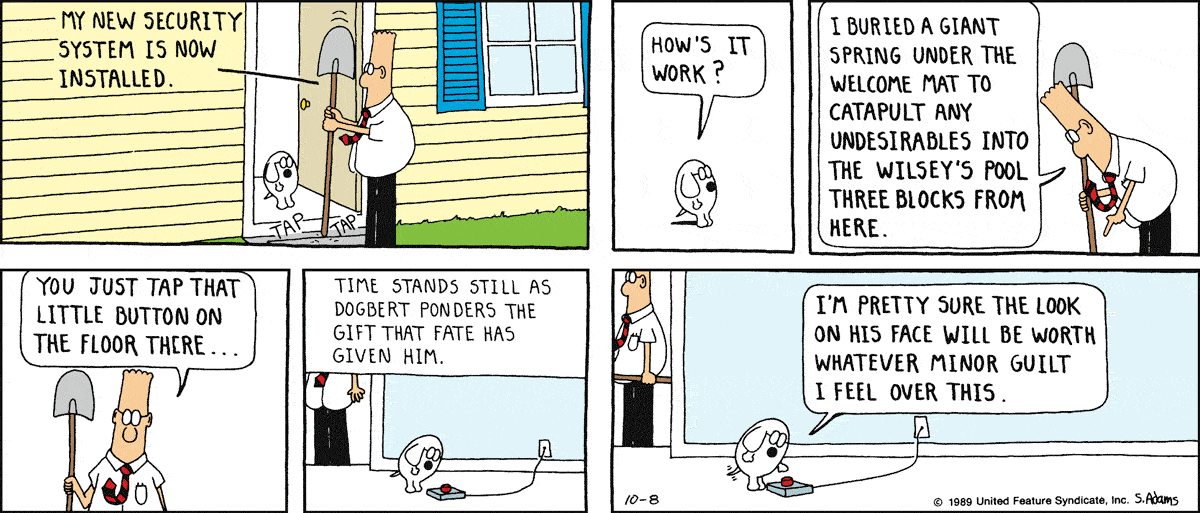 MY NEW SECURITY
SYSTEM IS NOW
INSTALLED.
TAP
TAP
HOW'S IT
WORK?
I BURIED A GIANT
SPRING UNDER THE
WELCOME MAT TO
CATAPULT ANY
UNDESIRABLES INTO
THE WILSEY'S POOL
THREE BLOCKS FROM
HERE.
YOU JUST TAP THAT
LITTLE BUTTON ON
THE FLOOR THERE...
TIME STANDS STILL AS
DOGBERT PONDERS THE
GIFT THAT FATE HAS
GIVEN HIM.
I'M PRETTY SURE THE LOOK
ON HIS FACE WILL BE WORTH
WHATEVER MINOR GUILT
I FEEL OVER THIS.
10-8
© 1989 United Feature Syndicate, Inc. S.Adams